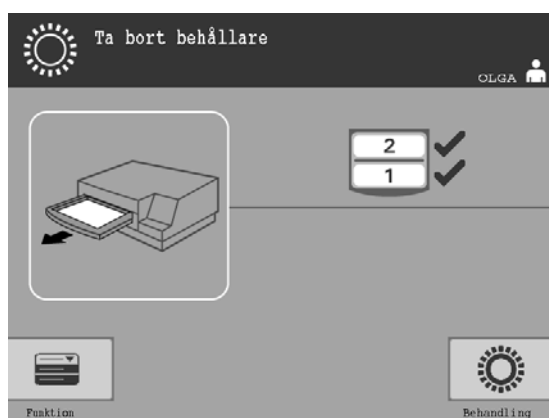 Ta bort behållare
OLGA
2
1
Funktion
Behandling